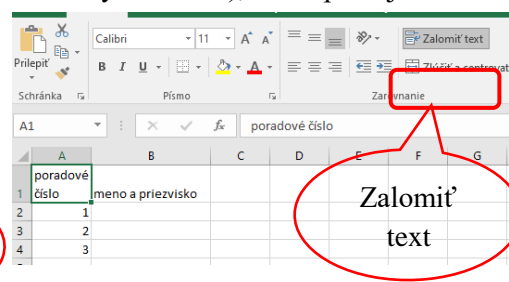 Calibri 11 A A Zalomiť text
Prilepiť B I U A Zlúčiť a centrovať
Schránka Písmo Zarovnanie
A1 fx poradové číslo
A B C D E F G
1 poradové
číslo meno a priezvisko
2 1
3 2
4 3
Zalomiť
text